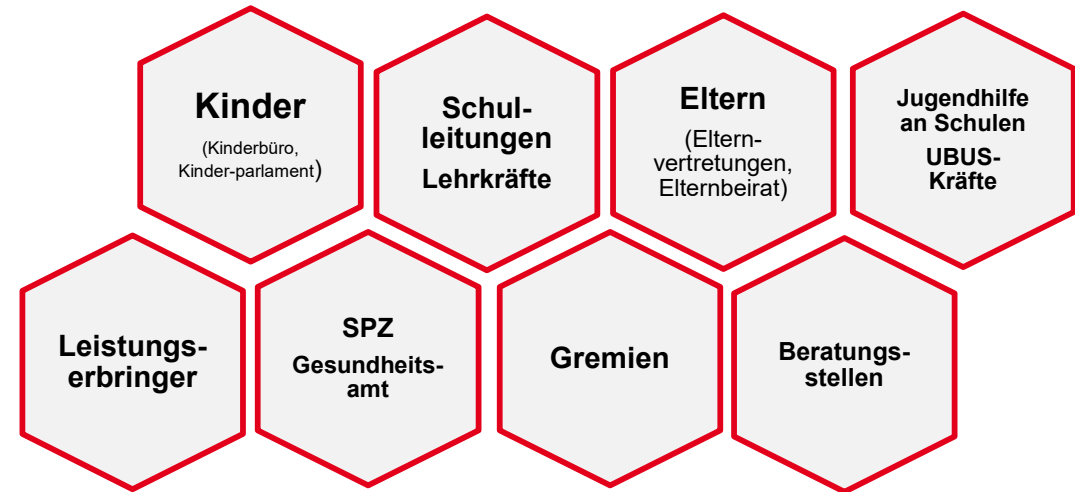 Kinder
(Kinderbüro,
Kinder-parlament)
Schul-
leitungen
Lehrkräfte
Eltern
(Eltern-
vertretungen,
Elternbeirat)
Jugendhilfe
an Schulen
UBUS-
Kräfte
Leistungs-
erbringer
SPZ
Gesundheits-
amt
Gremien
Beratungs-
stellen